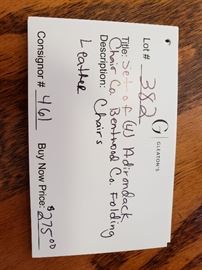 Lot # 382
G
GLEATON'S
Title: Set of (4) Adirondack
Chair Co. Bentwood Co. Folding
Description: Chairs
Leather
Consignor # 461
Buy Now Price: $275.00